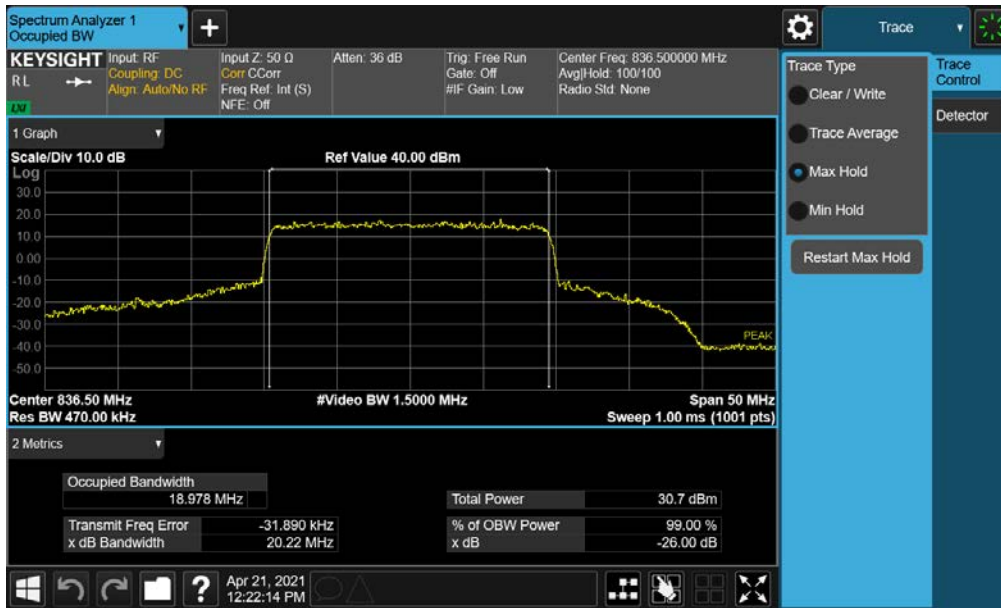 Spectrum Analyzer 1
Occupied BW
Trace
KEYSIGHT
R L
LXI
Input: RF
Coupling: DC
Align: Auto/No RF
Input Z: 50 Ω
Corr CCorr
Freq Ref: Int (S)
NFE: Off
Atten: 36 dB
Trig: Free Run
Gate: Off
#IF Gain: Low
Center Freq: 836.500000 MHz
Avg|Hold: 100/100
Radio Std: None
Trace Type
Clear / Write
Trace Average
Max Hold
Min Hold
Restart Max Hold
Trace
Control
Detector
1 Graph
Scale/Div 10.0 dB
Ref Value 40.00 dBm
Log
30.0
20.0
10.0
0.00
-10.0
-20.0
-30.0
-40.0
-50.0
PEAK
Center 836.50 MHz
#Video BW 1.5000 MHz
Span 50 MHz
Res BW 470.00 kHz
Sweep 1.00 ms (1001 pts)
2 Metrics
Occupied Bandwidth
18.978 MHz
Total Power 30.7 dBm
Transmit Freq Error -31.890 kHz
% of OBW Power 99.00 %
x dB Bandwidth 20.22 MHz
x dB -26.00 dB
?
Apr 21, 2021
12:22:14 PM